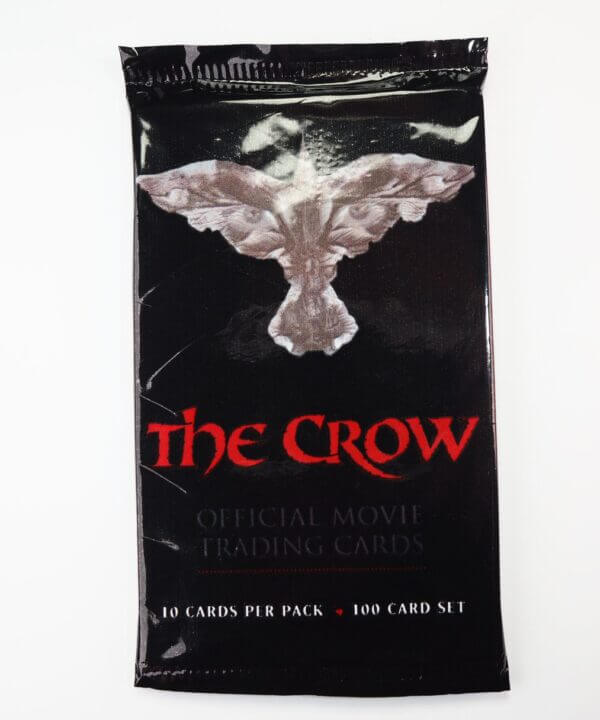 The Crow
OFFICIAL MOVIE
TRADING CARDS
10 CARDS PER PACK ♥ 100 CARD SET